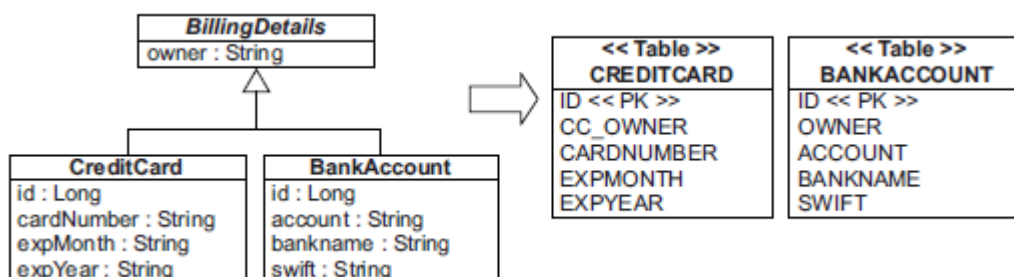 BillingDetails
owner : String
CreditCard
id : Long
cardNumber : String
expMonth : String
expYear : String
BankAccount
id : Long
account : String
bankname : String
swift : String
<< Table >>
CREDITCARD
ID << PK >>
CC_OWNER
CARDNUMBER
EXPMONTH
EXPYEAR
<< Table >>
BANKACCOUNT
ID << PK >>
OWNER
ACCOUNT
BANKNAME
SWIFT